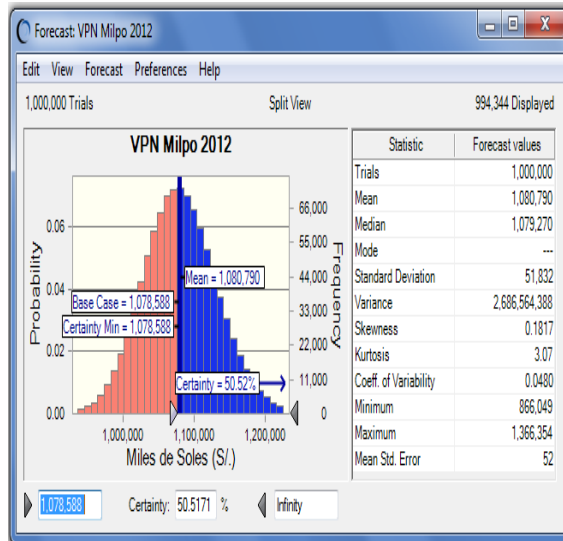 Forecast: VPN Milpo 2012
Edit View Forecast Preferences Help
1,000,000 Trials Split View 994,344 Displayed
VPN Milpo 2012
Probability
0.06
0.04
0.02
0.00
Mean = 1,080,790
Base Case = 1,078,588
Certainty Min = 1,078,588
Certainty = 50.52%
66,000
55,000
44,000
33,000
22,000
11,000
0
Frequency
1,000,000 1,100,000 1,200,000
Miles de Soles (S/.)
Statistic Forecast values
Trials 1,000,000
Mean 1,080,790
Median 1,079,270
Mode ---
Standard Deviation 51,832
Variance 2,686,564,388
Skewness 0.1817
Kurtosis 3.07
Coeff. of Variability 0.0480
Minimum 866,049
Maximum 1,366,354
Mean Std. Error 52
1,078,588 Certainty: 50.5171 % Infinity